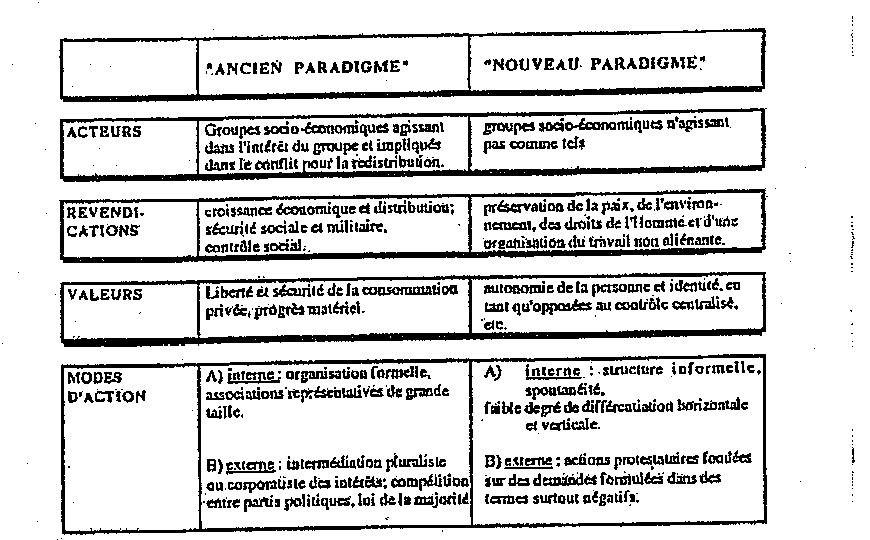 "ANCIEN PARADIGME"
"NOUVEAU PARADIGME"
ACTEURS
Groupes socio-économiques agissant
dans l'intérêt du groupe et impliqués
dans le conflit pour la redistribution.
groupes socio-économiques n'agissant
pas comme tels
REVENDI-
CATIONS
croissance économique et distribution;
sécurité sociale et militaire,
contrôle social.
préservation de la paix, de l'environ-
nement, des droits de l'Homme et d'une
organisation du travail non aliénante.
VALEURS
Liberté et sécurité de la consommation
privée, progrès matériel.
autonomie de la personne et identité, en
tant qu'opposées au contrôle centralisé,
etc.
MODES
D'ACTION
A) interne : organisation formelle,
associations représentatives de grande
taille.
B) externe : intermédiation pluraliste
ou corporatiste des intérêts; compétition
entre partis politiques, loi de la majorité
A) interne : structure informelle,
spontanéité,
faible degré de différentiation horizontale
et verticale.
B) externe : actions protestataires fondées
sur des demandes formulées dans des
termes surtout négatifs.